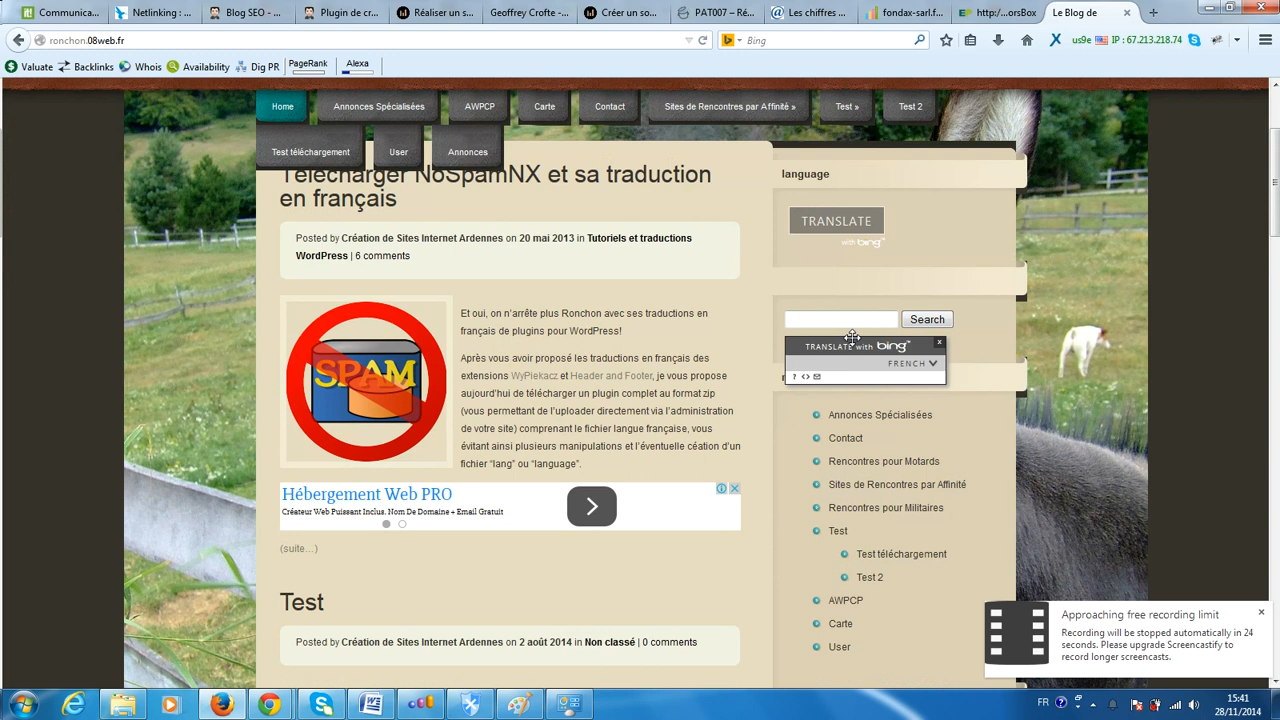 Communica...
Netlinking : ...
Blog SEO - ...
Plugin de cr...
Réaliser un s...
Geoffrey Crofte - ...
Créer un so...
PAT007 – Ré...
Les chiffres ...
fondax-sarl.f...
http:/...orsBox
Le Blog de
ronchon.08web.fr
Bing
us9e IP : 67.213.218.74
Valuate Backlinks Whois Availability Dig PR PageRank Alexa
Home Annonces Spécialisées AWPCP Carte Contact Sites de Rencontres par Affinité » Test » Test 2
Test téléchargement User Annonces
Télécharger NoSpamNX et sa traduction
en français
Posted by Création de Sites Internet Ardennes on 20 mai 2013 in Tutoriels et traductions
WordPress | 6 comments
SPAM
Et oui, on n’arrête plus Ronchon avec ses traductions en
français de plugins pour WordPress!
Après vous avoir proposé les traductions en français des
extensions WyPiekacz et Header and Footer, je vous propose
aujourd’hui de télécharger un plugin complet au format zip
(vous permettant de l’uploader directement via l’administration
de votre site) comprenant le fichier langue française, vous
évitant ainsi plusieurs manipulations et l’éventuelle céation d’un
fichier “lang” ou “language”.
Hébergement Web PRO
Créateur Web Puissant Inclus. Nom De Domaine + Email Gratuit
(suite…)
Test
Posted by Création de Sites Internet Ardennes on 2 août 2014 in Non classé | 0 comments
language
TRANSLATE
with bing™
Search
TRANSLATE with bing™ x
FRENCH
?
Annonces Spécialisées
Contact
Rencontres pour Motards
Sites de Rencontres par Affinité
Rencontres pour Militaires
Test
Test téléchargement
Test 2
AWPCP
Carte
User
Approaching free recording limit
Recording will be stopped automatically in 24
seconds. Please upgrade Screencastify to
record longer screencasts.
FR
15:41
28/11/2014